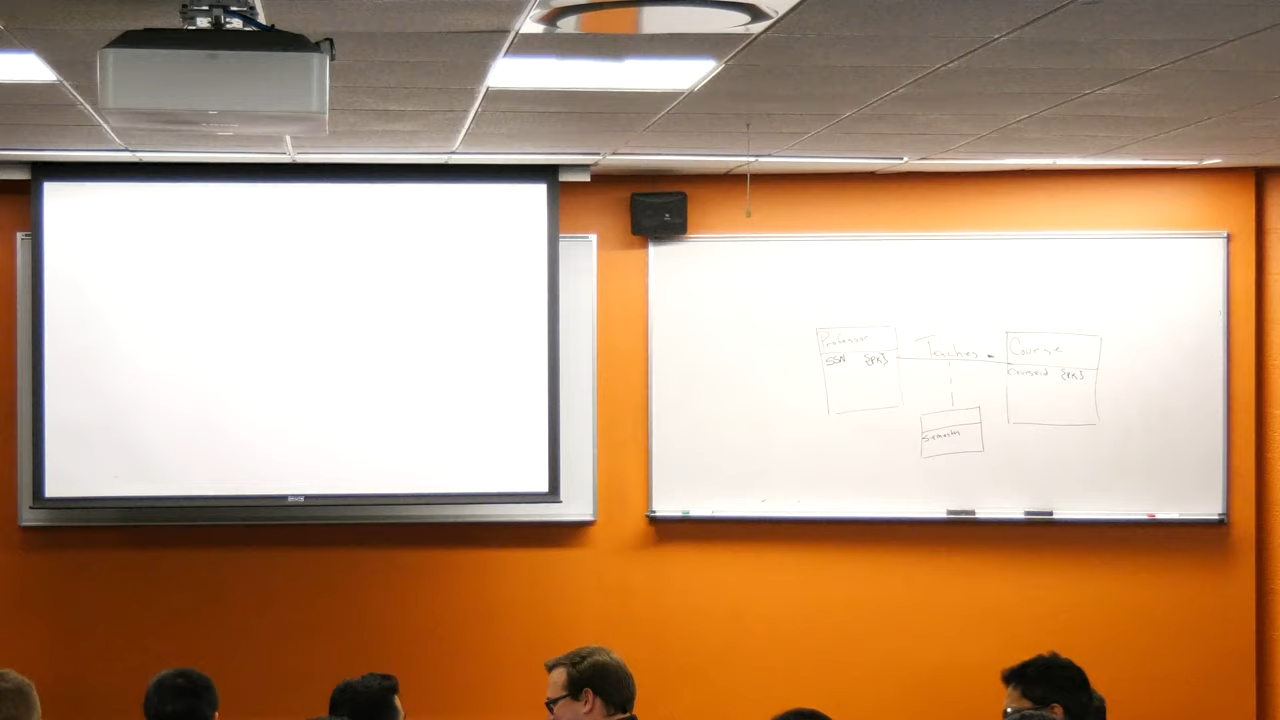 Professor
SSN {PK}
Teaches
Course
courseid {PK}
Semester